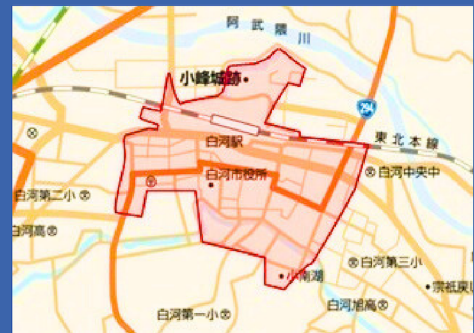 阿武隈川
小峰城跡
294
東北本線
白河駅
白河中央中
白河市役所
白河第二小
白河高
小南湖
白河第三小
宗祇戻し
白河旭高
白河第一小